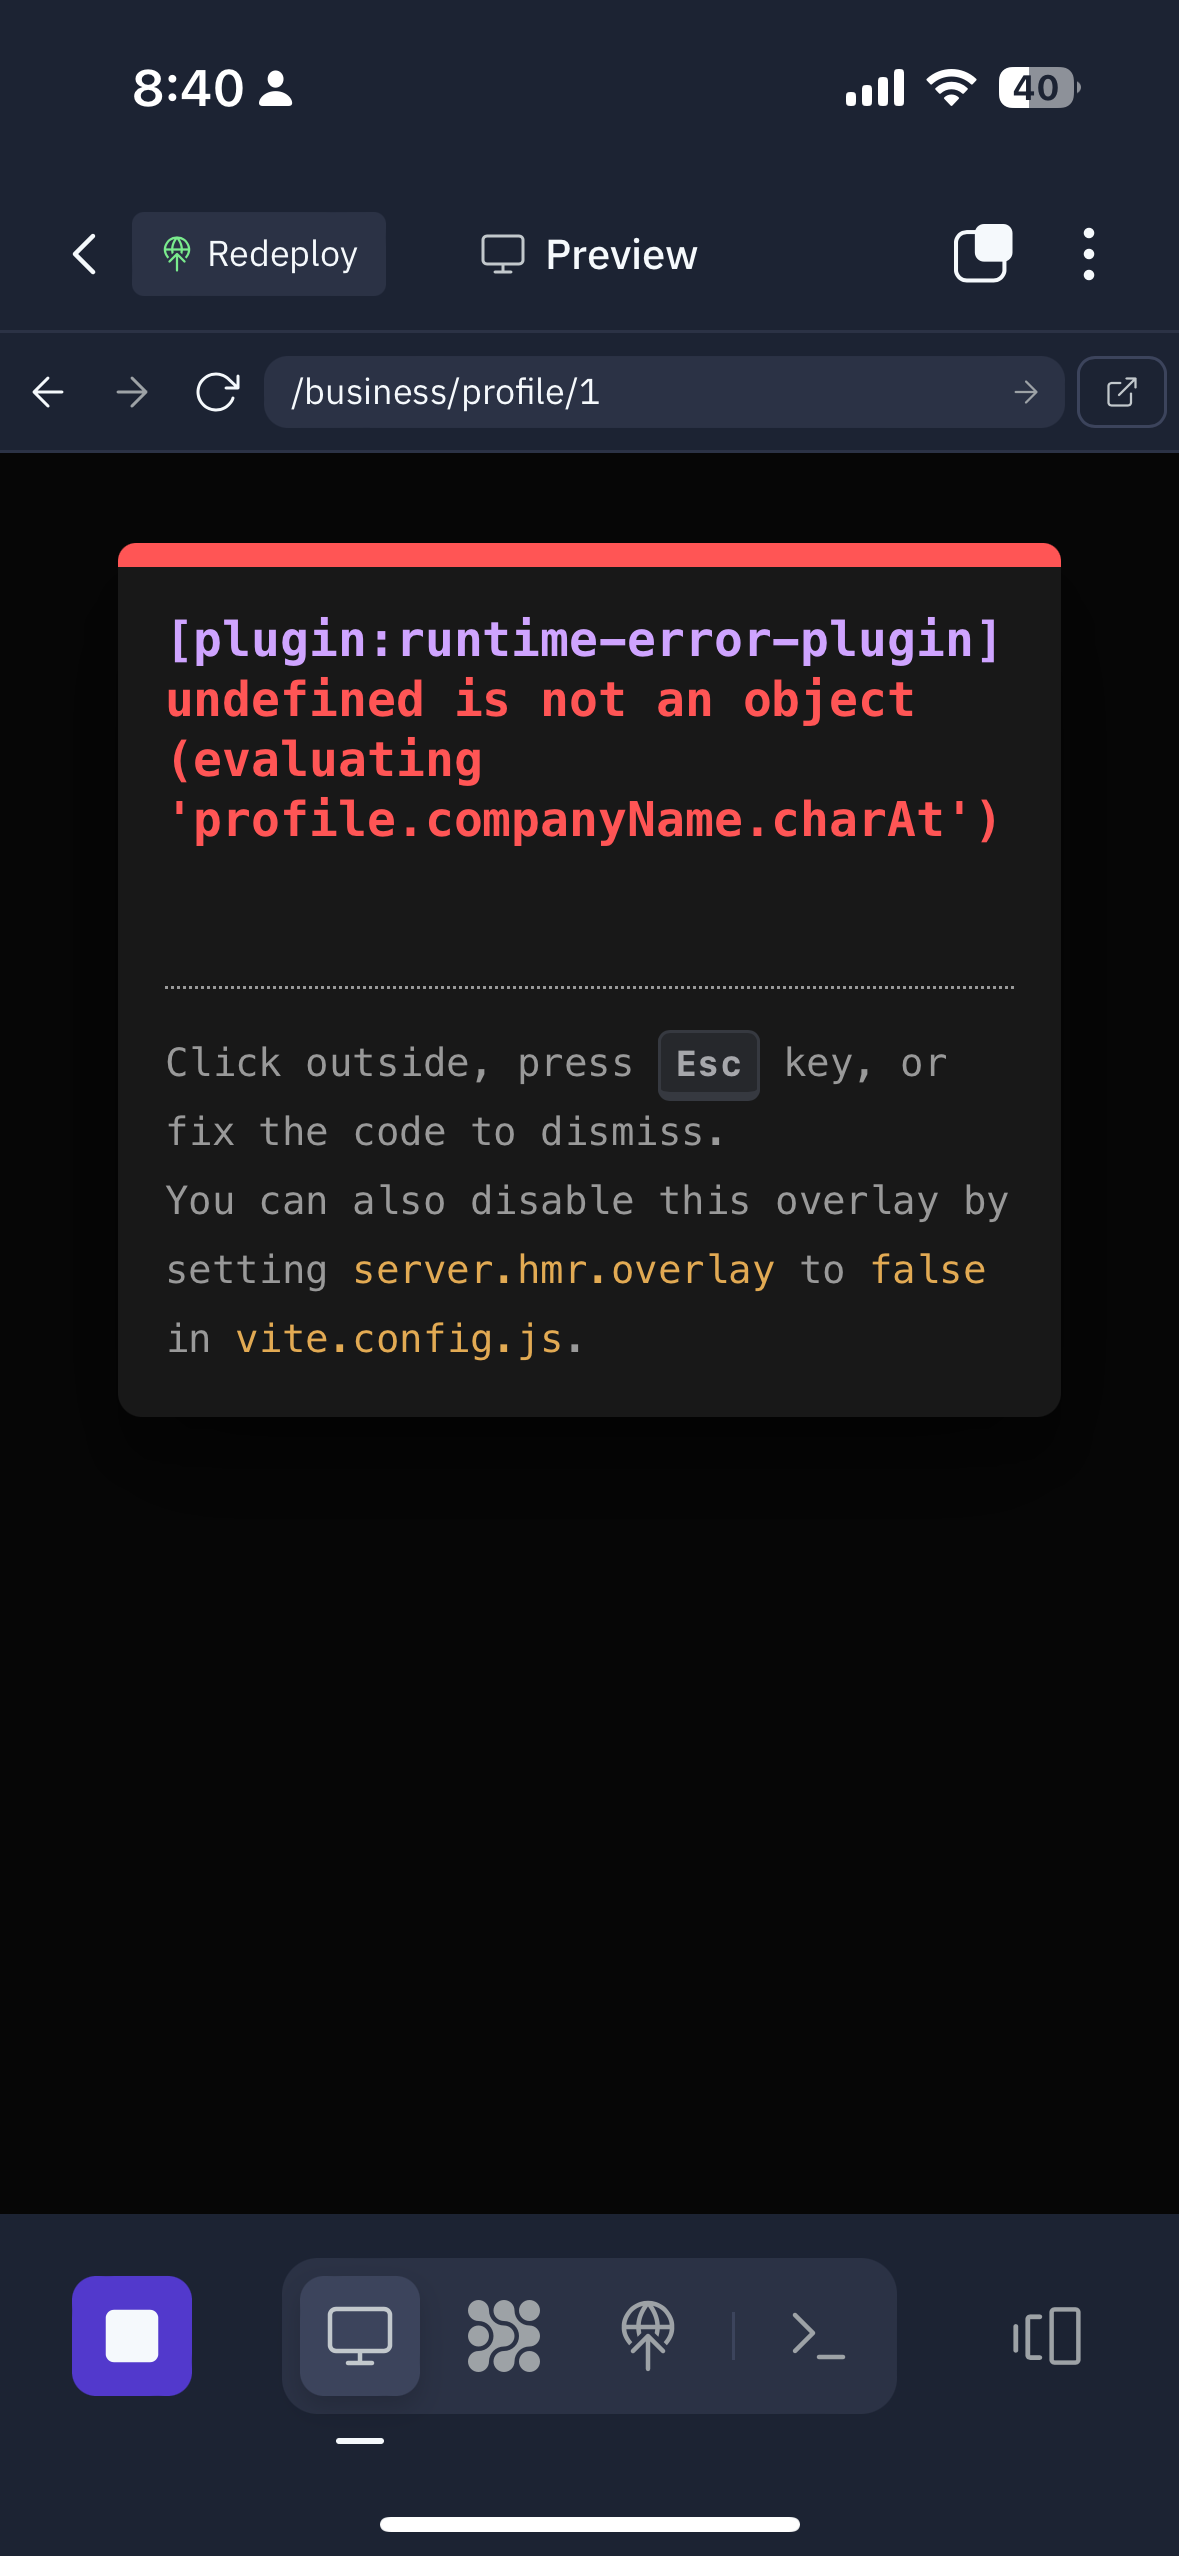 8:40
40
Redeploy
Preview
/business/profile/1
[plugin:runtime-error-plugin]
undefined is not an object
(evaluating
'profile.companyName.charAt')
Click outside, press Esc key, or
fix the code to dismiss.
You can also disable this overlay by
setting server.hmr.overlay to false
in vite.config.js.